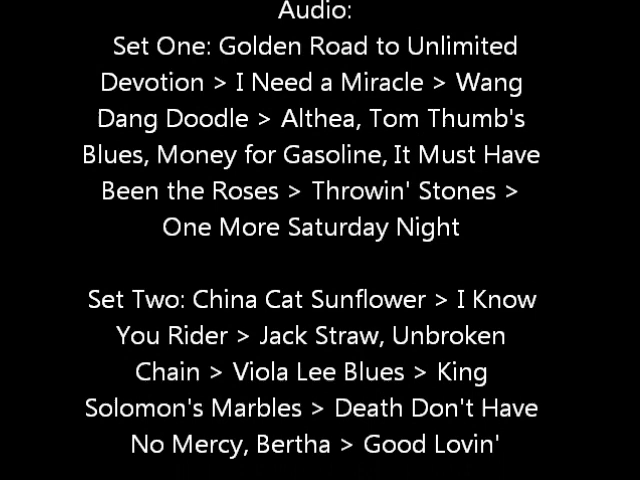 Audio:
Set One: Golden Road to Unlimited
Devotion > I Need a Miracle > Wang
Dang Doodle > Althea, Tom Thumb's
Blues, Money for Gasoline, It Must Have
Been the Roses > Throwin' Stones >
One More Saturday Night
Set Two: China Cat Sunflower > I Know
You Rider > Jack Straw, Unbroken
Chain > Viola Lee Blues > King
Solomon's Marbles > Death Don't Have
No Mercy, Bertha > Good Lovin'